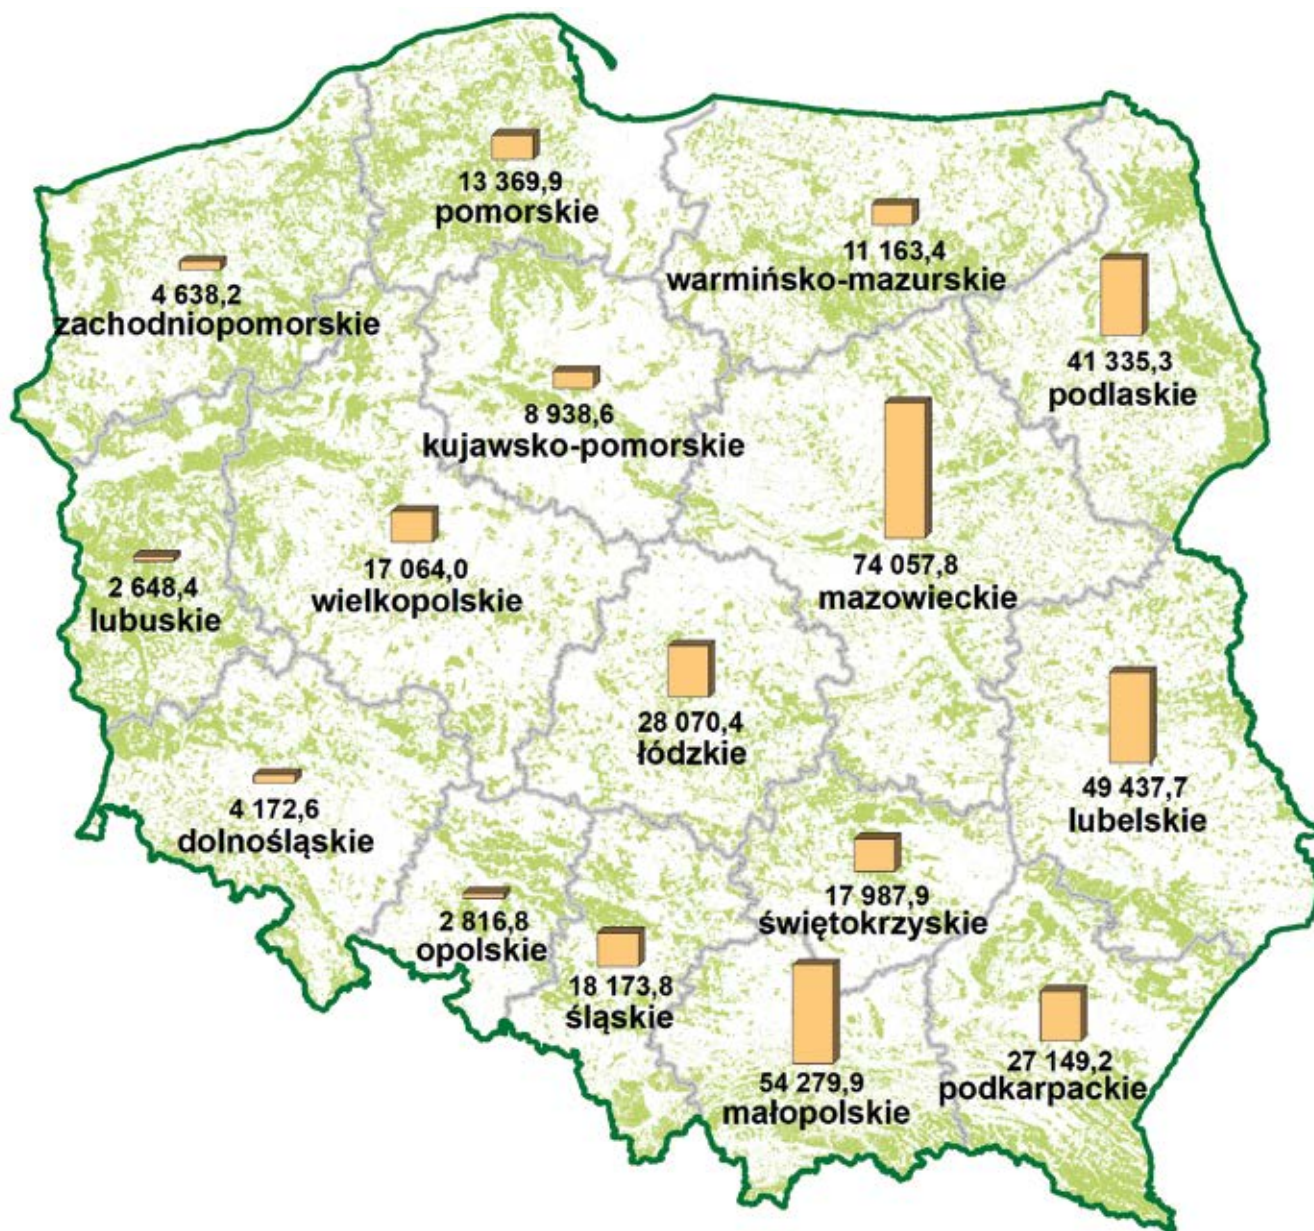 13 369,9
pomorskie
11 163,4
warmińsko-mazurskie
4 638,2
zachodniopomorskie
41 335,3
podlaskie
8 938,6
kujawsko-pomorskie
17 064,0
wielkopolskie
74 057,8
mazowieckie
2 648,4
lubuskie
28 070,4
łódzkie
49 437,7
lubelskie
4 172,6
dolnośląskie
17 987,9
świętokrzyskie
2 816,8
opolskie
18 173,8
śląskie
54 279,9
małopolskie
27 149,2
podkarpackie